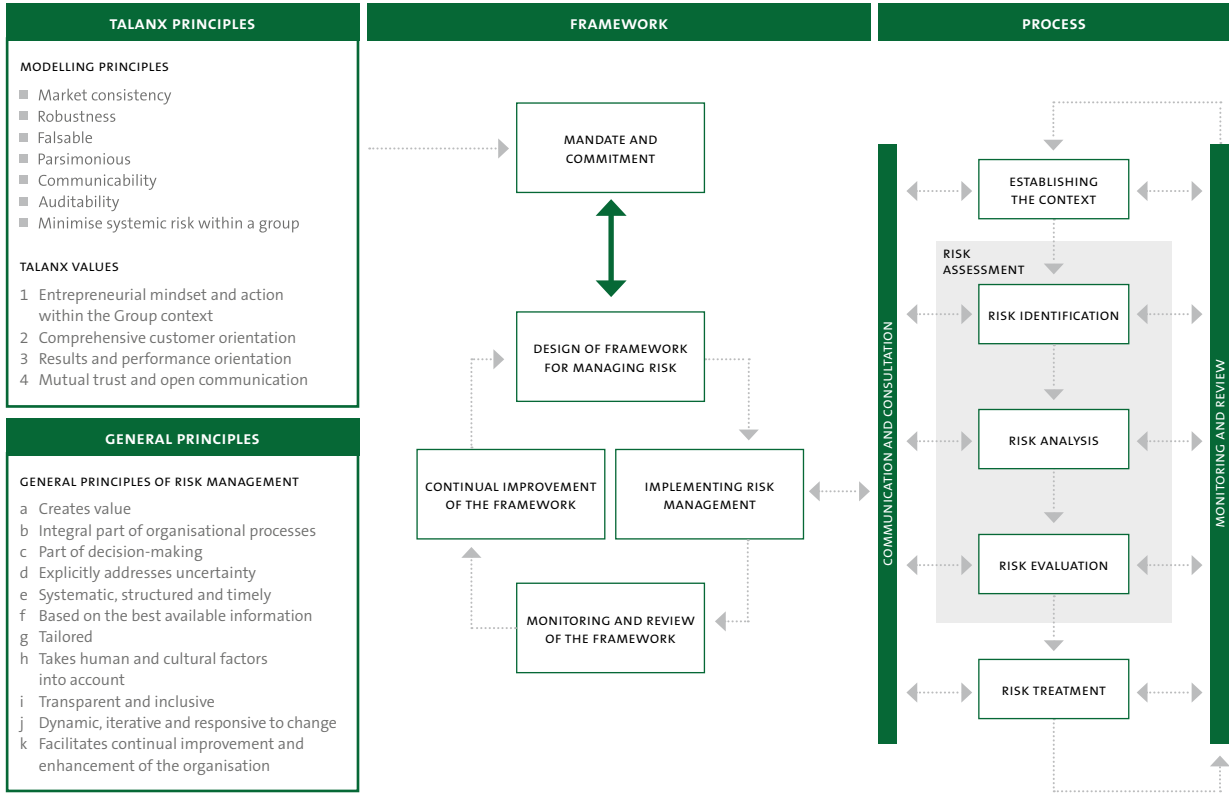 TALANX PRINCIPLES
MODELLING PRINCIPLES
Market consistency
Robustness
Falsable
Parsimonious
Communicability
Auditability
Minimise systemic risk within a group
TALANX VALUES
1 Entrepreneurial mindset and action
within the Group context
2 Comprehensive customer orientation
3 Results and performance orientation
4 Mutual trust and open communication
GENERAL PRINCIPLES
GENERAL PRINCIPLES OF RISK MANAGEMENT
a Creates value
b Integral part of organisational processes
c Part of decision-making
d Explicitly addresses uncertainty
e Systematic, structured and timely
f Based on the best available information
g Tailored
h Takes human and cultural factors
into account
i Transparent and inclusive
j Dynamic, iterative and responsive to change
k Facilitates continual improvement and
enhancement of the organisation
FRAMEWORK
MANDATE AND
COMMITMENT
DESIGN OF FRAMEWORK
FOR MANAGING RISK
CONTINUAL IMPROVEMENT
OF THE FRAMEWORK
IMPLEMENTING RISK
MANAGEMENT
MONITORING AND REVIEW
OF THE FRAMEWORK
PROCESS
COMMUNICATION AND CONSULTATION
ESTABLISHING
THE CONTEXT
RISK
ASSESSMENT
RISK IDENTIFICATION
RISK ANALYSIS
RISK EVALUATION
RISK TREATMENT
MONITORING AND REVIEW